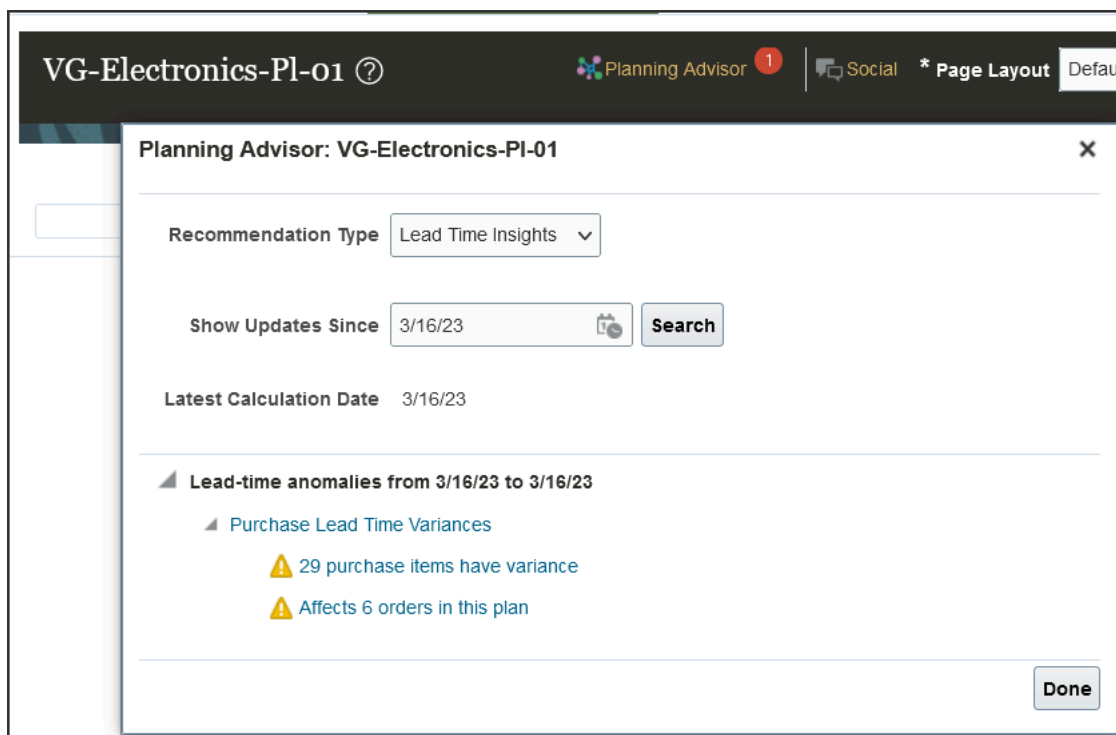 VG-Electronics-Pl-01 ? Planning Advisor 1 Social * Page Layout Defau
Planning Advisor: VG-Electronics-Pl-01 ×
Recommendation Type Lead Time Insights
Show Updates Since 3/16/23 Search
Latest Calculation Date 3/16/23
Lead-time anomalies from 3/16/23 to 3/16/23
Purchase Lead Time Variances
29 purchase items have variance
Affects 6 orders in this plan
Done